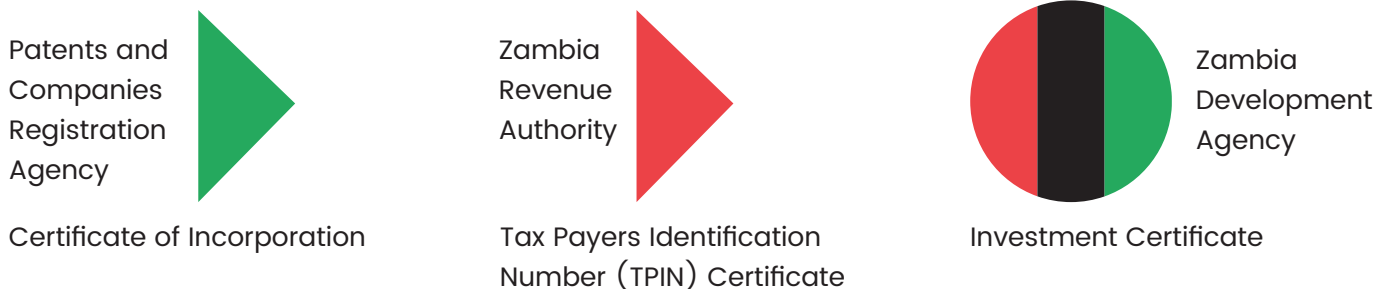 Patents and
Companies
Registration
Agency
Certificate of Incorporation
Zambia
Revenue
Authority
Tax Payers Identification
Number (TPIN) Certificate
Zambia
Development
Agency
Investment Certificate